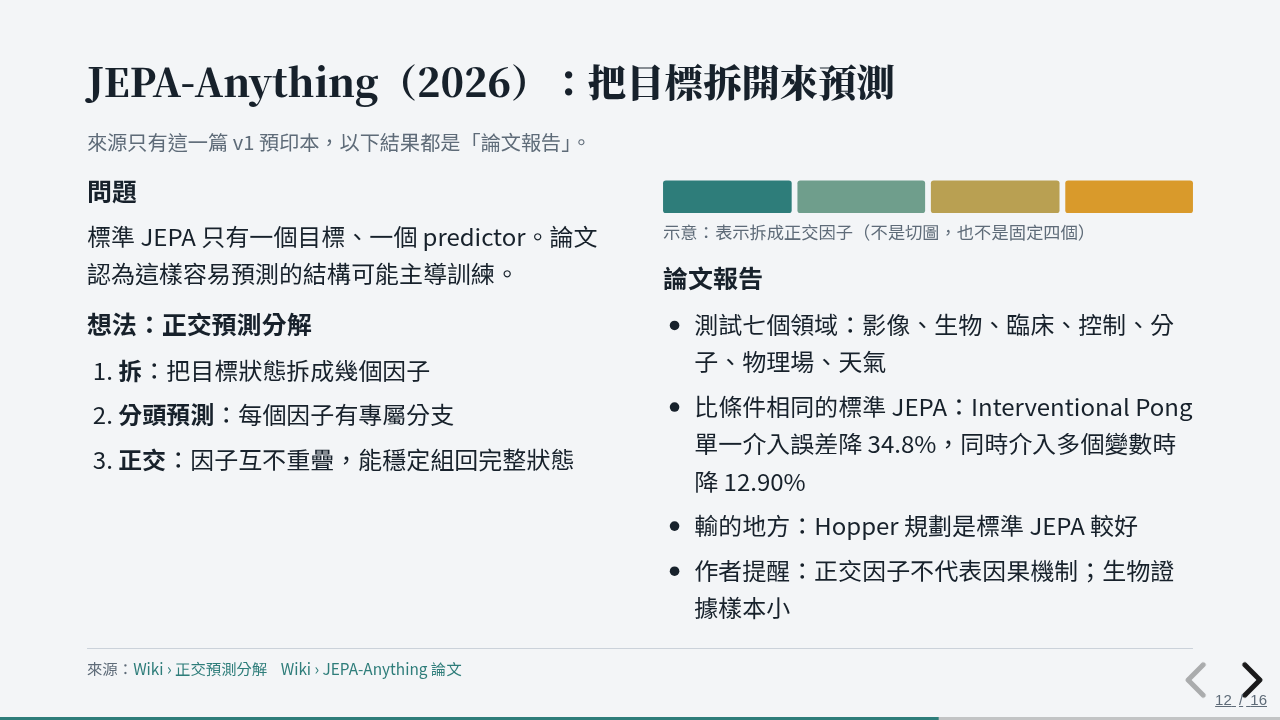 JEPA-Anything（2026）：把目標拆開來預測
來源只有這一篇 v1 預印本，以下結果都是「論文報告」。
問題
標準 JEPA 只有一個目標、一個 predictor。論文
認為這樣容易預測的結構可能主導訓練。
想法：正交預測分解
1. 拆：把目標狀態拆成幾個因子
2. 分頭預測：每個因子有專屬分支
3. 正交：因子互不重疊，能穩定組回完整狀態
示意：表示拆成正交因子（不是切圖，也不是固定四個）
論文報告
● 測試七個領域：影像、生物、臨床、控制、分
子、物理場、天氣
● 比條件相同的標準 JEPA：Interventional Pong
單一介入誤差降 34.8%，同時介入多個變數時
降 12.90%
● 輸的地方：Hopper 規劃是標準 JEPA 較好
● 作者提醒：正交因子不代表因果機制；生物證
據樣本小
來源：Wiki › 正交預測分解 Wiki › JEPA-Anything 論文
12 / 16